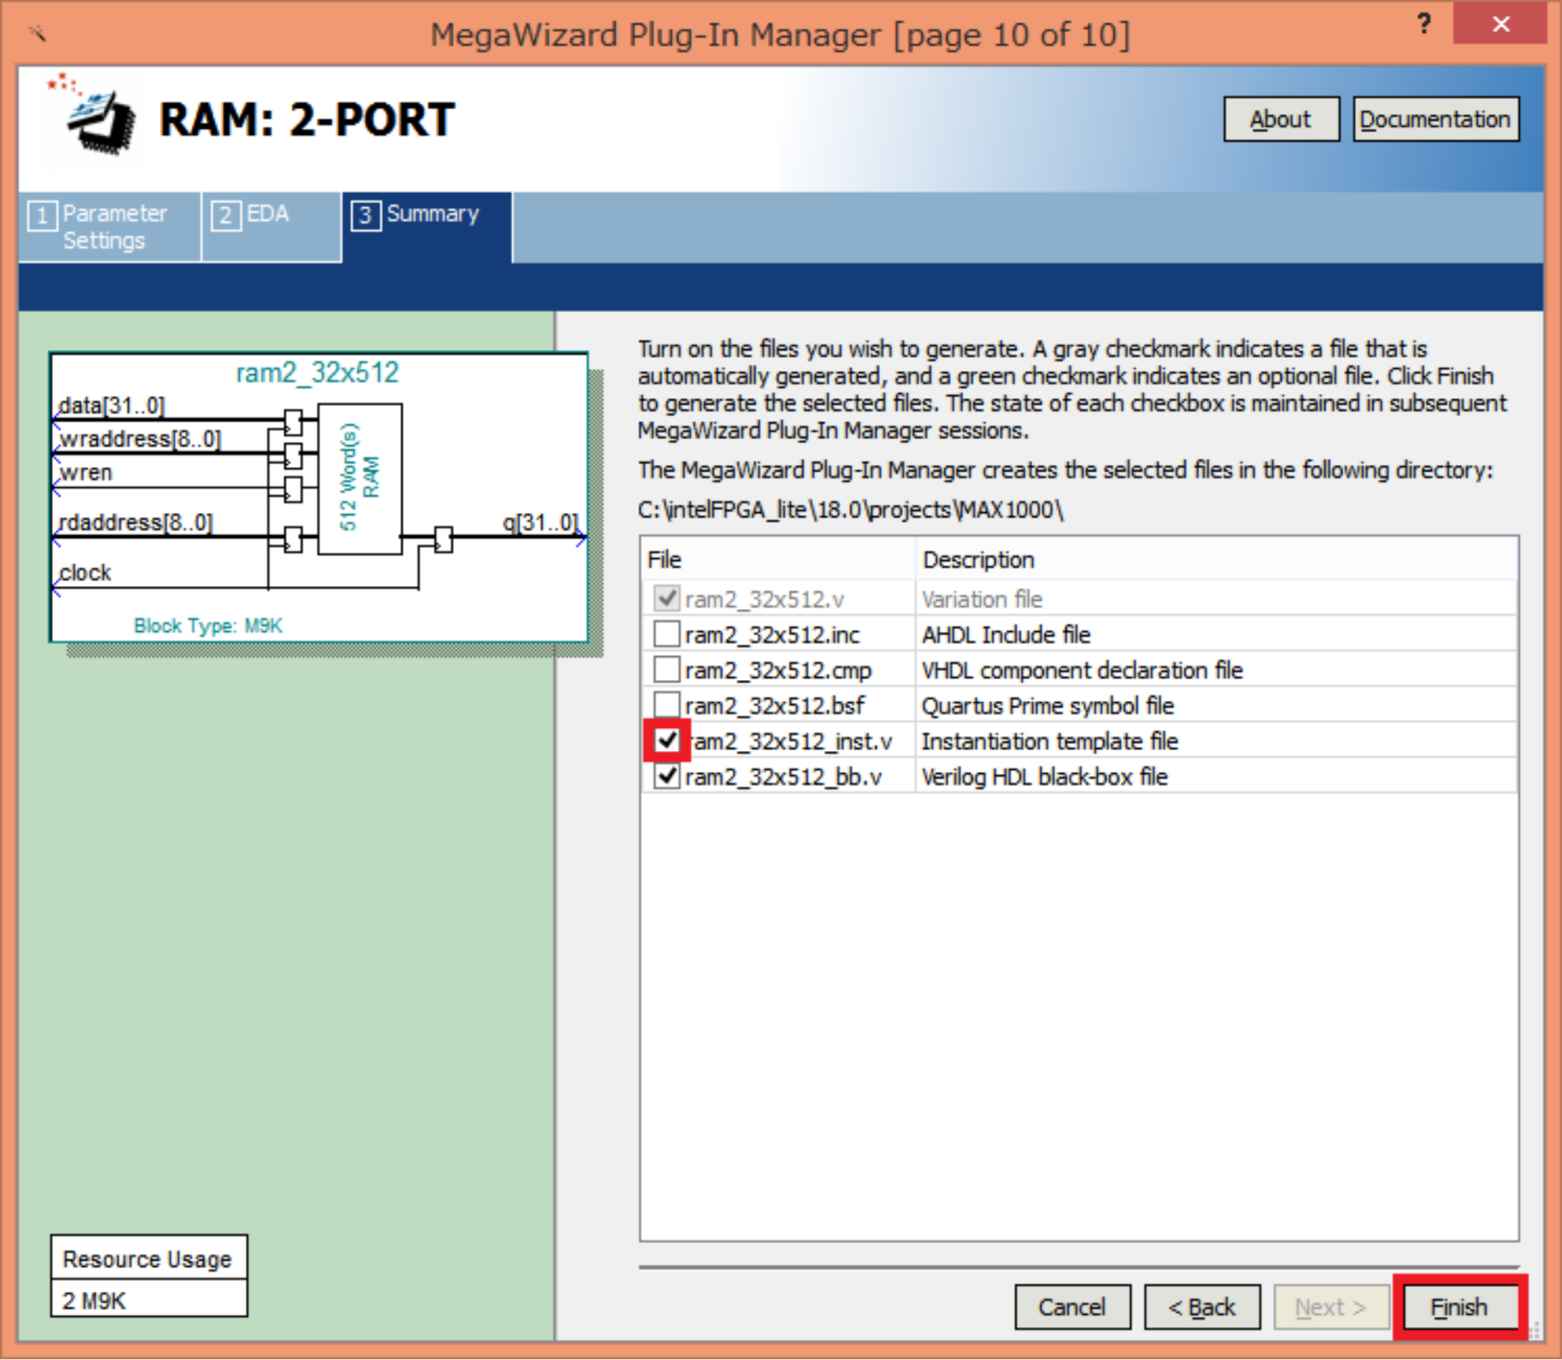 MegaWizard Plug-In Manager [page 10 of 10]
?
RAM: 2-PORT
About
Documentation
1 Parameter Settings
2 EDA
3 Summary
ram2_32x512
data[31..0]
wraddress[8..0]
wren
rdaddress[8..0]
clock
512 Word(s)
RAM
q[31..0]
Block Type: M9K
Resource Usage
2 M9K
Turn on the files you wish to generate. A gray checkmark indicates a file that is
automatically generated, and a green checkmark indicates an optional file. Click Finish
to generate the selected files. The state of each checkbox is maintained in subsequent
MegaWizard Plug-In Manager sessions.
The MegaWizard Plug-In Manager creates the selected files in the following directory:
C:\intelFPGA_lite\18.0\projects\MAX1000\
File Description
ram2_32x512.v Variation file
ram2_32x512.inc AHDL Include file
ram2_32x512.cmp VHDL component declaration file
ram2_32x512.bsf Quartus Prime symbol file
ram2_32x512_inst.v Instantiation template file
ram2_32x512_bb.v Verilog HDL black-box file
Cancel
< Back
Next >
Finish